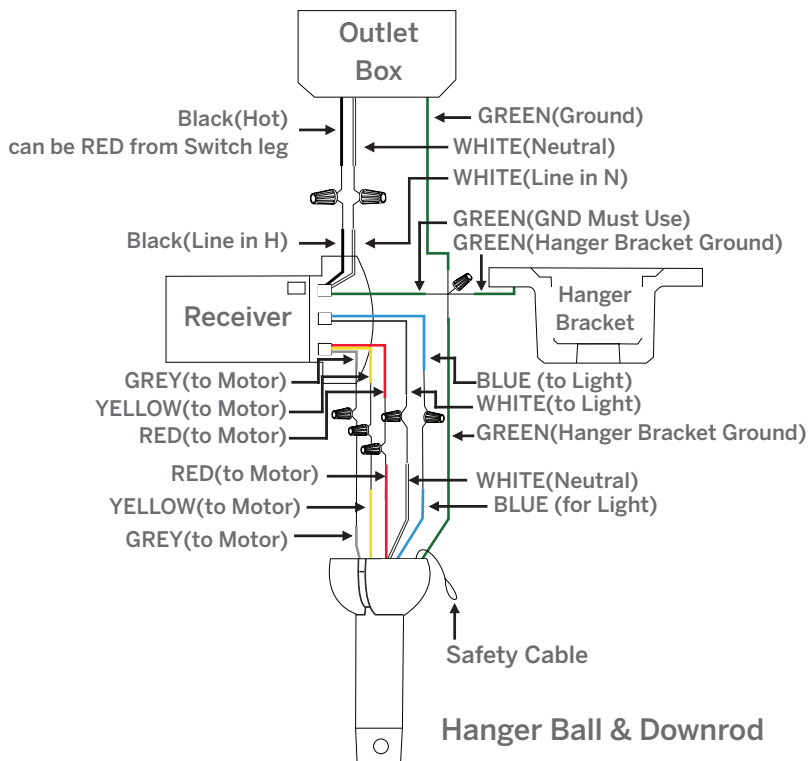 Outlet
Box
Black(Hot)
can be RED from Switch leg
GREEN(Ground)
WHITE(Neutral)
WHITE(Line in N)
GREEN(GND Must Use)
Black(Line in H)
GREEN(Hanger Bracket Ground)
Receiver
Hanger
Bracket
GREY(to Motor)
BLUE (to Light)
YELLOW(to Motor)
WHITE(to Light)
RED(to Motor)
GREEN(Hanger Bracket Ground)
RED(to Motor)
WHITE(Neutral)
YELLOW(to Motor)
BLUE (for Light)
GREY(to Motor)
Safety Cable
Hanger Ball & Downrod